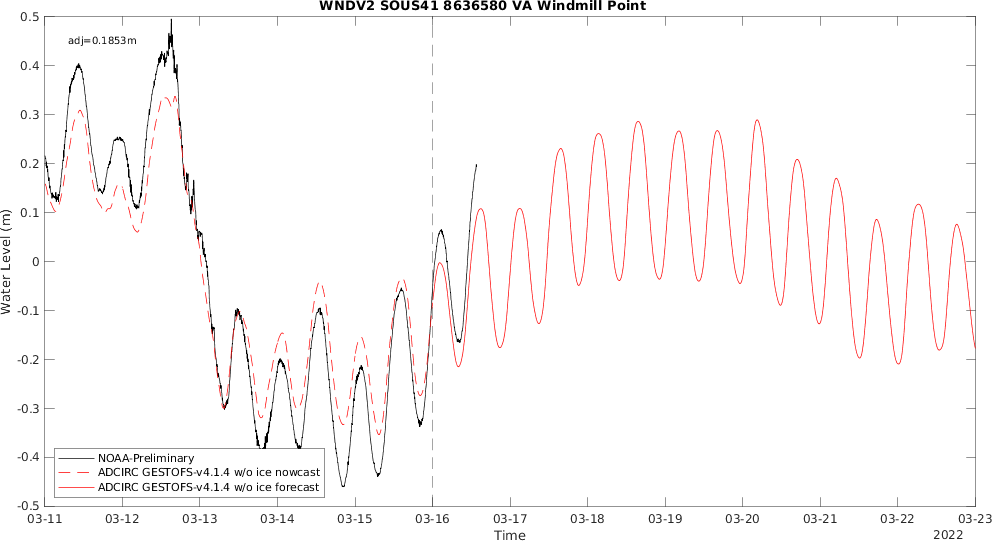 WNDV2 SOUS41 8636580 VA Windmill Point
adj=0.1853m
0.5
0.4
0.3
0.2
0.1
0
-0.1
-0.2
-0.3
-0.4
-0.5
Water Level (m)
NOAA-Preliminary
ADCIRC GESTOFS-v4.1.4 w/o ice nowcast
ADCIRC GESTOFS-v4.1.4 w/o ice forecast
03-11 03-12 03-13 03-14 03-15 03-16 03-17 03-18 03-19 03-20 03-21 03-22 03-23
Time
2022